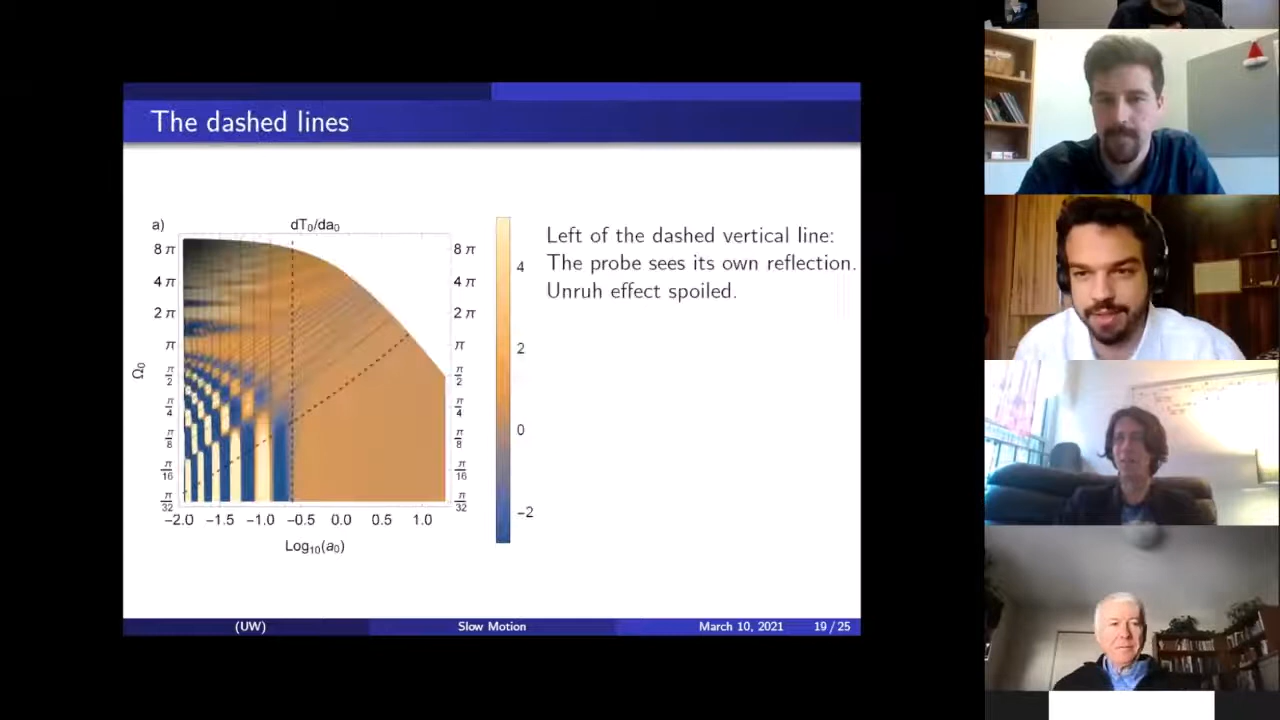 The dashed lines
a)
dT₀/da₀
8 π
4 π
2 π
π
π/2
π/4
π/8
π/16
π/32
Ω₀
8 π
4 π
2 π
π
π/2
π/4
π/8
π/16
π/32
-2.0 -1.5 -1.0 -0.5 0.0 0.5 1.0
Log₁₀(a₀)
4
2
0
-2
Left of the dashed vertical line:
The probe sees its own reflection.
Unruh effect spoiled.
(UW) Slow Motion March 10, 2021 19 / 25